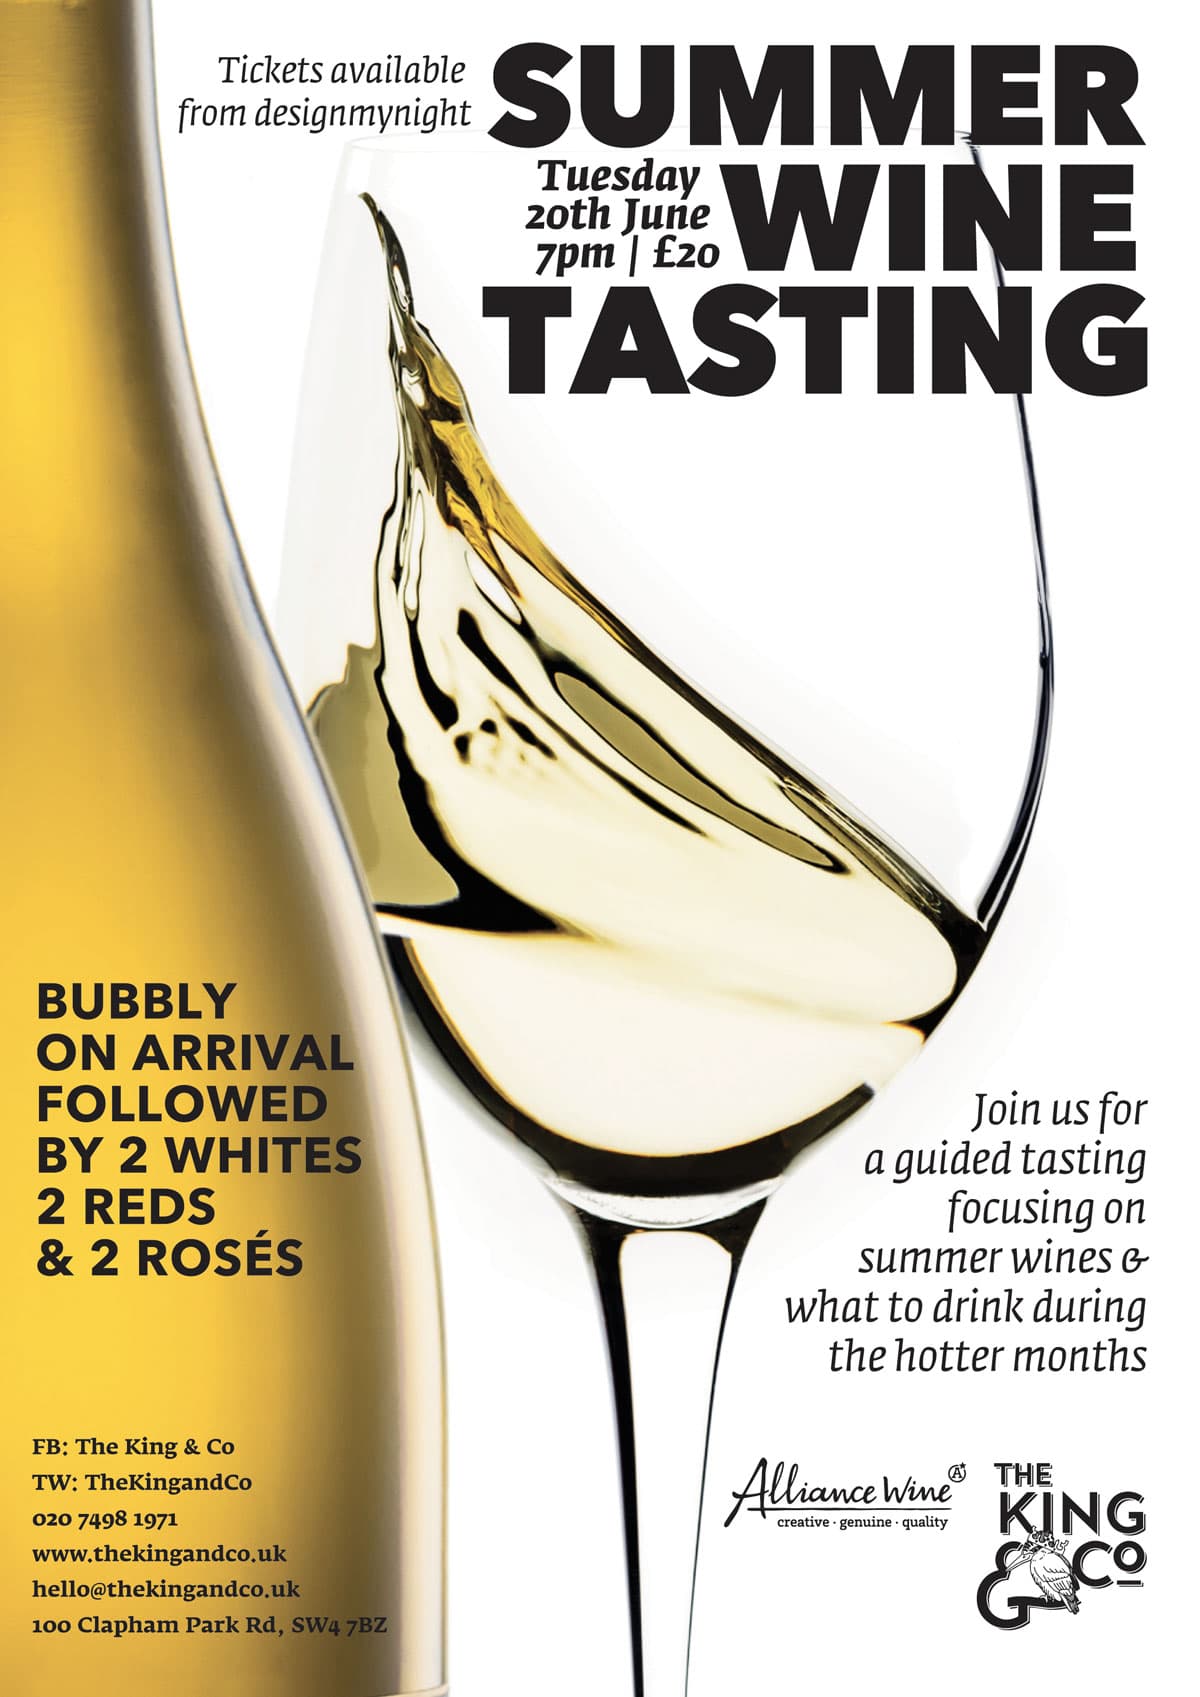 Tickets available
from designmynight
SUMMER
WINE
TASTING
Tuesday
20th June
7pm | £20
BUBBLY
ON ARRIVAL
FOLLOWED
BY 2 WHITES
2 REDS
& 2 ROSÉS
Join us for
a guided tasting
focusing on
summer wines &
what to drink during
the hotter months
FB: The King & Co
TW: TheKingandCo
020 7498 1971
www.thekingandco.uk
hello@thekingandco.uk
100 Clapham Park Rd, SW4 7BZ
Alliance Wine A
creative · genuine · quality
THE
KING
& CO